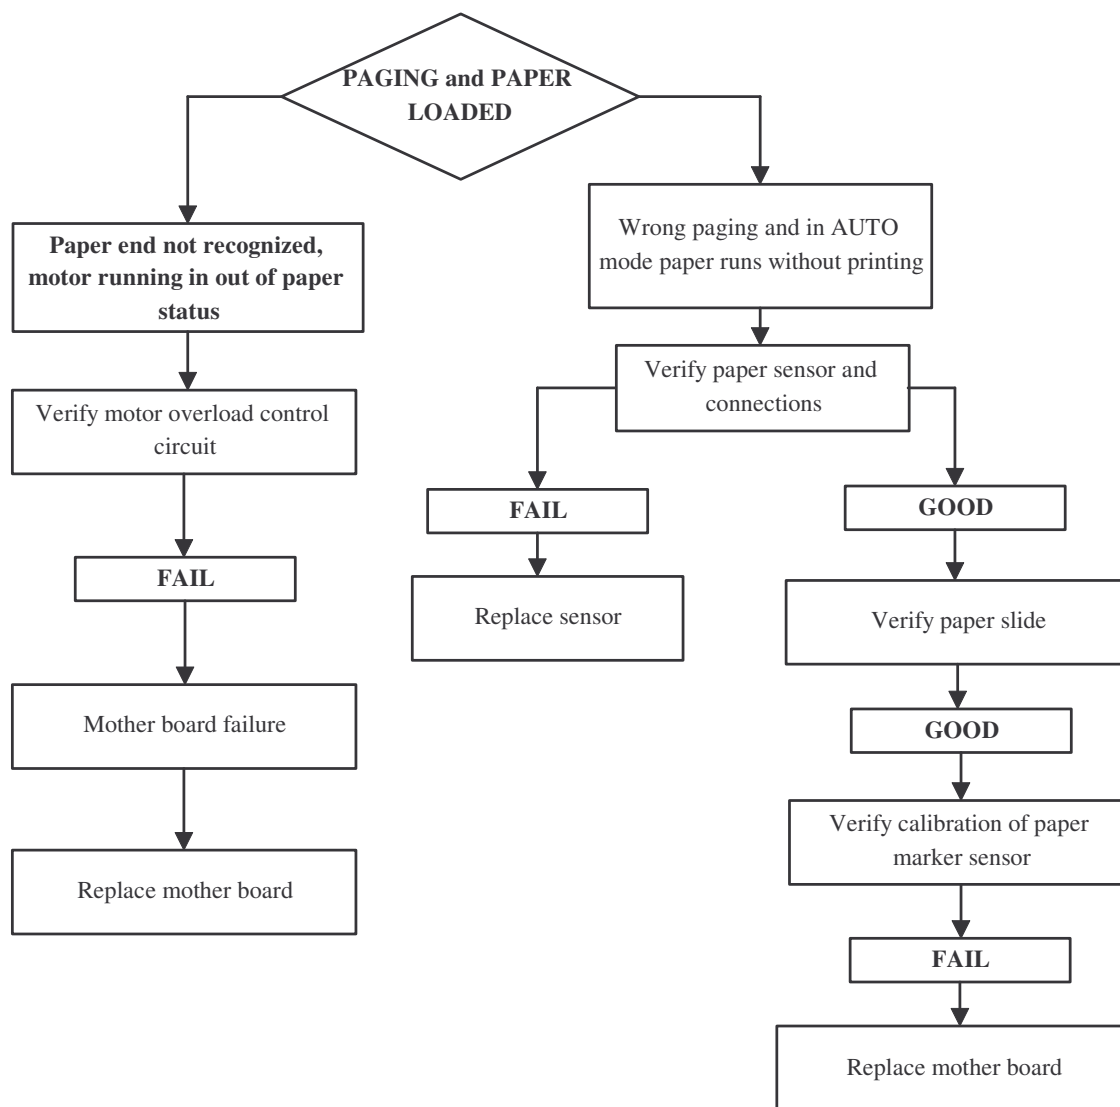 PAGING and PAPER
LOADED
Paper end not recognized,
motor running in out of paper
status
Verify motor overload control
circuit
FAIL
Mother board failure
Replace mother board
Wrong paging and in AUTO
mode paper runs without printing
Verify paper sensor and
connections
FAIL
Replace sensor
GOOD
Verify paper slide
GOOD
Verify calibration of paper
marker sensor
FAIL
Replace mother board